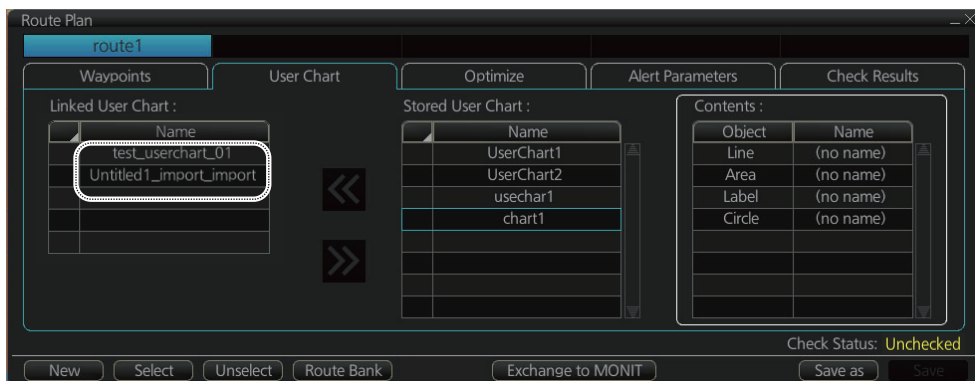 Route Plan
route1
Waypoints User Chart Optimize Alert Parameters Check Results
Linked User Chart : Stored User Chart : Contents :
Name Name Object Name
test_userchart_01 UserChart1 Line (no name)
Untitled1_import_import UserChart2 Area (no name)
usechar1 Label (no name)
chart1 Circle (no name)
Check Status: Unchecked
New Select Unselect Route Bank Exchange to MONIT Save as Save